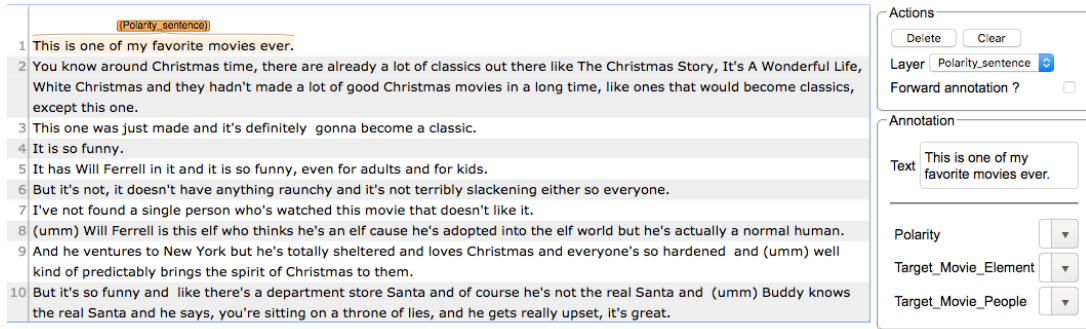 (Polarity_sentence)
1 This is one of my favorite movies ever.
2 You know around Christmas time, there are already a lot of classics out there like The Christmas Story, It's A Wonderful Life,
White Christmas and they hadn't made a lot of good Christmas movies in a long time, like ones that would become classics,
except this one.
3 This one was just made and it's definitely gonna become a classic.
4 It is so funny.
5 It has Will Ferrell in it and it is so funny, even for adults and for kids.
6 But it's not, it doesn't have anything raunchy and it's not terribly slackening either so everyone.
7 I've not found a single person who's watched this movie that doesn't like it.
8 (umm) Will Ferrell is this elf who thinks he's an elf cause he's adopted into the elf world but he's actually a normal human.
9 And he ventures to New York but he's totally sheltered and loves Christmas and everyone's so hardened and (umm) well
kind of predictably brings the spirit of Christmas to them.
10 But it's so funny and like there's a department store Santa and of course he's not the real Santa and (umm) Buddy knows
the real Santa and he says, you're sitting on a throne of lies, and he gets really upset, it's great.
Actions
Delete Clear
Layer Polarity_sentence
Forward annotation ?
Annotation
Text This is one of my
favorite movies ever.
Polarity
Target_Movie_Element
Target_Movie_People